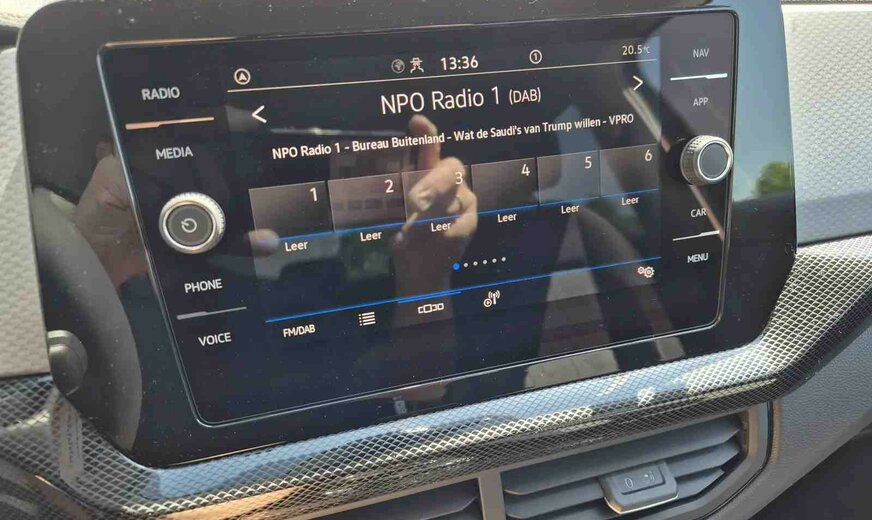 RADIO
MEDIA
PHONE
VOICE
13:36
1
20.5°C
NPO Radio 1 (DAB)
NPO Radio 1 - Bureau Buitenland - Wat de Saudi's van Trump willen - VPRO
1 2 3 4 5 6
Leer Leer Leer Leer Leer Leer
FM/DAB
NAV
APP
CAR
MENU